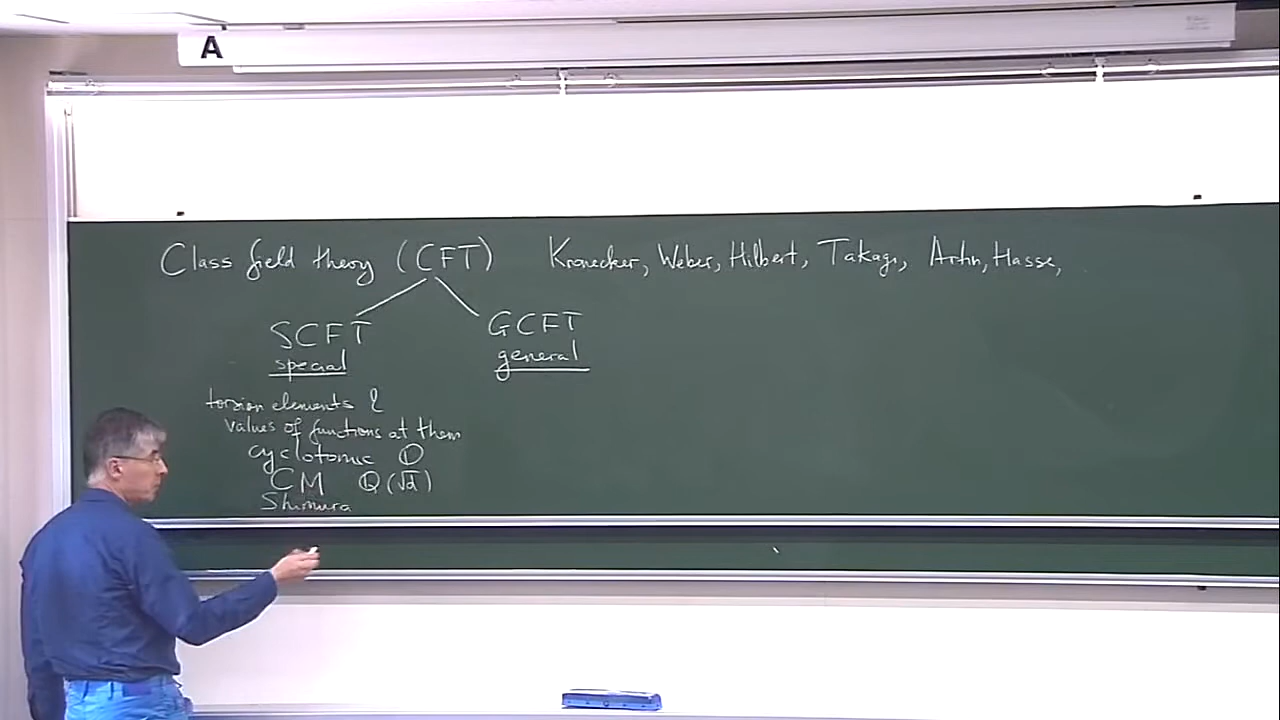 A
Class field theory (CFT) Kronecker, Weber, Hilbert, Takagi, Artin, Hasse,
SCFT GCFT
special general
torsion elements &
values of functions at them
cyclotomic Q
CM Q(√d)
Shimura